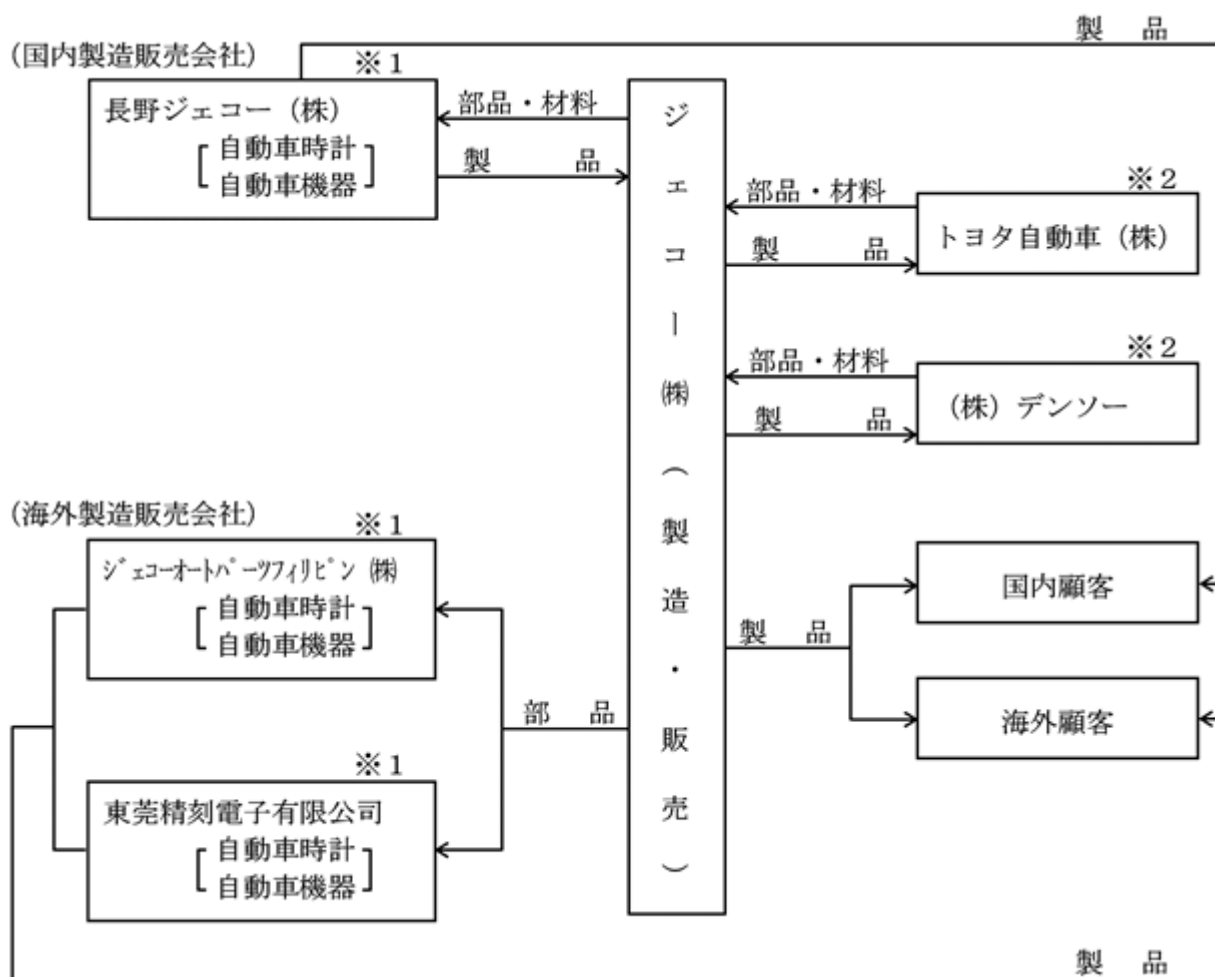 製 品
(国内製造販売会社)
※1
長野ジェコー (株)
自動車時計
自動車機器
部品・材料
製 品
ジェコー㈱(製造・販売)
※2
部品・材料
トヨタ自動車 (株)
製 品
※2
部品・材料
(株) デンソー
製 品
(海外製造販売会社)
※1
ジェコーオートパーツフィリピン ㈱
自動車時計
自動車機器
部 品
※1
東莞精刻電子有限公司
自動車時計
自動車機器
製 品
国内顧客
海外顧客
製 品